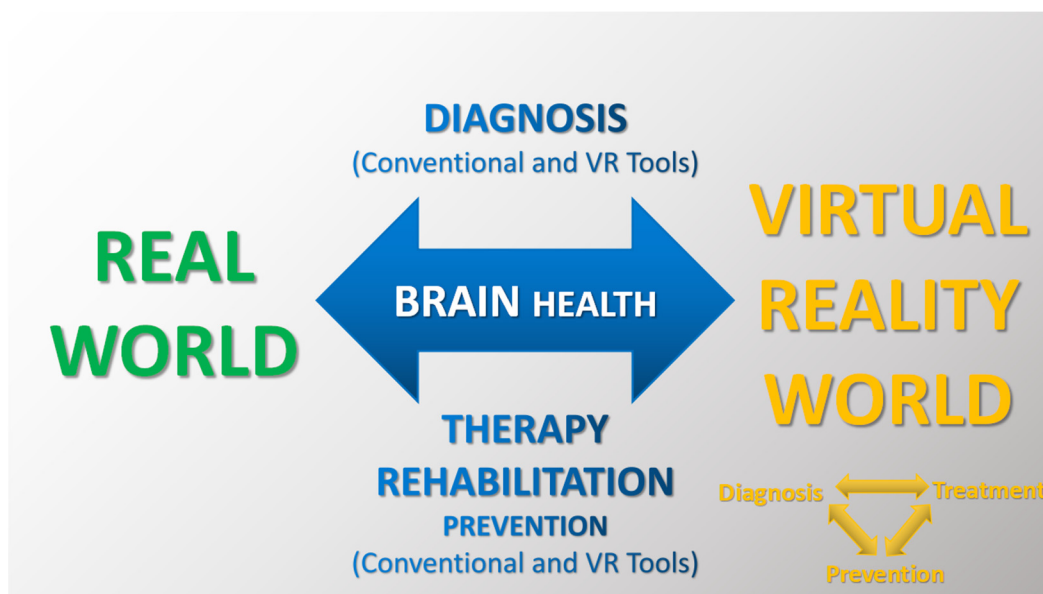 DIAGNOSIS
(Conventional and VR Tools)
REAL
WORLD
BRAIN HEALTH
VIRTUAL
REALITY
WORLD
THERAPY
REHABILITATION
PREVENTION
(Conventional and VR Tools)
Diagnosis
Treatment
Prevention